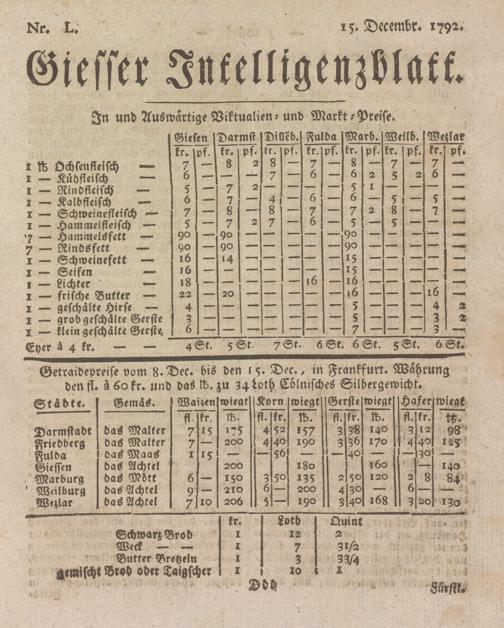 Nr. L. 15. Decembr. 1792.
Giesser Intelligenzblatt.
In und Auswärtige Viktualien- und Markt-Preise.
Giesen Darmst. Dilléb. Fulda Marb. Weilb. Wezlar
kr. pf. kr. pf. kr. pf. kr. pf. kr. pf. kr. pf. kr. pf.
1 ℔ Ochsenfleisch — 7 — 8 2 8 — 7 — 8 — 7 — 7 —
1 — Kühfleisch — 6 — — — 7 — 6 — 6 2 5 2 6 —
1 — Rindfleisch — 5 — 7 2 — — — — 5 1 — — — —
1 — Kalbfleisch — 6 — 7 — 4 — 6 — 6 — 5 — 5 —
1 — Schweinefleisch — 7 — 8 — 8 — 7 — 7 2 8 — 7 —
1 — Hammelfleisch — 5 — 7 2 7 — 6 — 5 — 5 — — —
7 — Hammelsfett — 90 — 90 — — — — — 90 — — — — —
7 — Rindsfett — 90 — 90 — — — — — 90 — — — — —
1 — Schweinefett — 16 — 14 — — — — — 15 — — — — —
1 — Seifen — 16 — — — — — — — 15 — — — — —
1 — Lichter — 18 — — — — — 16 — 16 — — — — —
1 — frische Butter — 22 — 20 — — — — — 16 — — — 16 —
1 — geschälte Hirse — 4 — — — — — — — 5 — — — 4 2
1 — grob geschälte Gerste 3 — — — — — — — 5 — — — 3 2
1 — klein geschälte Gerste 6 — — — — — — — 7 — — — 3 2
Eyer à 4 kr. — — 4 St. 5 St. 7 St. 6 St. 6 St. 5 St. 6 St.
Getraidepreise vom 8. Dec. bis den 15. Dec., in Frankfurt. Währung
den fl. à 60 kr. und das ℔. zu 34 Loth Cölnisches Silbergewicht.
Städte. Gemäs. Waizen wiegt Korn wiegt Gerste wiegt Hafer wiegt
fl. kr. ℔. fl. kr. ℔. fl. kr. ℔. fl. kr. ℔.
Darmstadt das Malter 7 15 175 4 52 157 3 38 140 3 12 98
Friedberg das Malter 7 — 200 4 40 190 3 36 170 4 40 125
Fulda das Maas 1 15 — — 56 — — 40 — — 30 —
Giessen das Achtel 200 180 160 — 140
Marburg das Mött 6 — 150 3 50 135 2 50 120 2 8 84
Weilburg das Achtel 9 — 210 6 — 200 4 30 — 6 — —
Wezlar das Achtel 7 10 206 5 — 190 3 40 168 3 20 130
kr. Loth Quint
Schwarz Brod 1 12 2
Weck — — 1 7 3 1/2
Butter Bretzeln 1 3 3 3/4
gemischt Brod oder Taigscher 1 10 1
Ddd Fürstl.